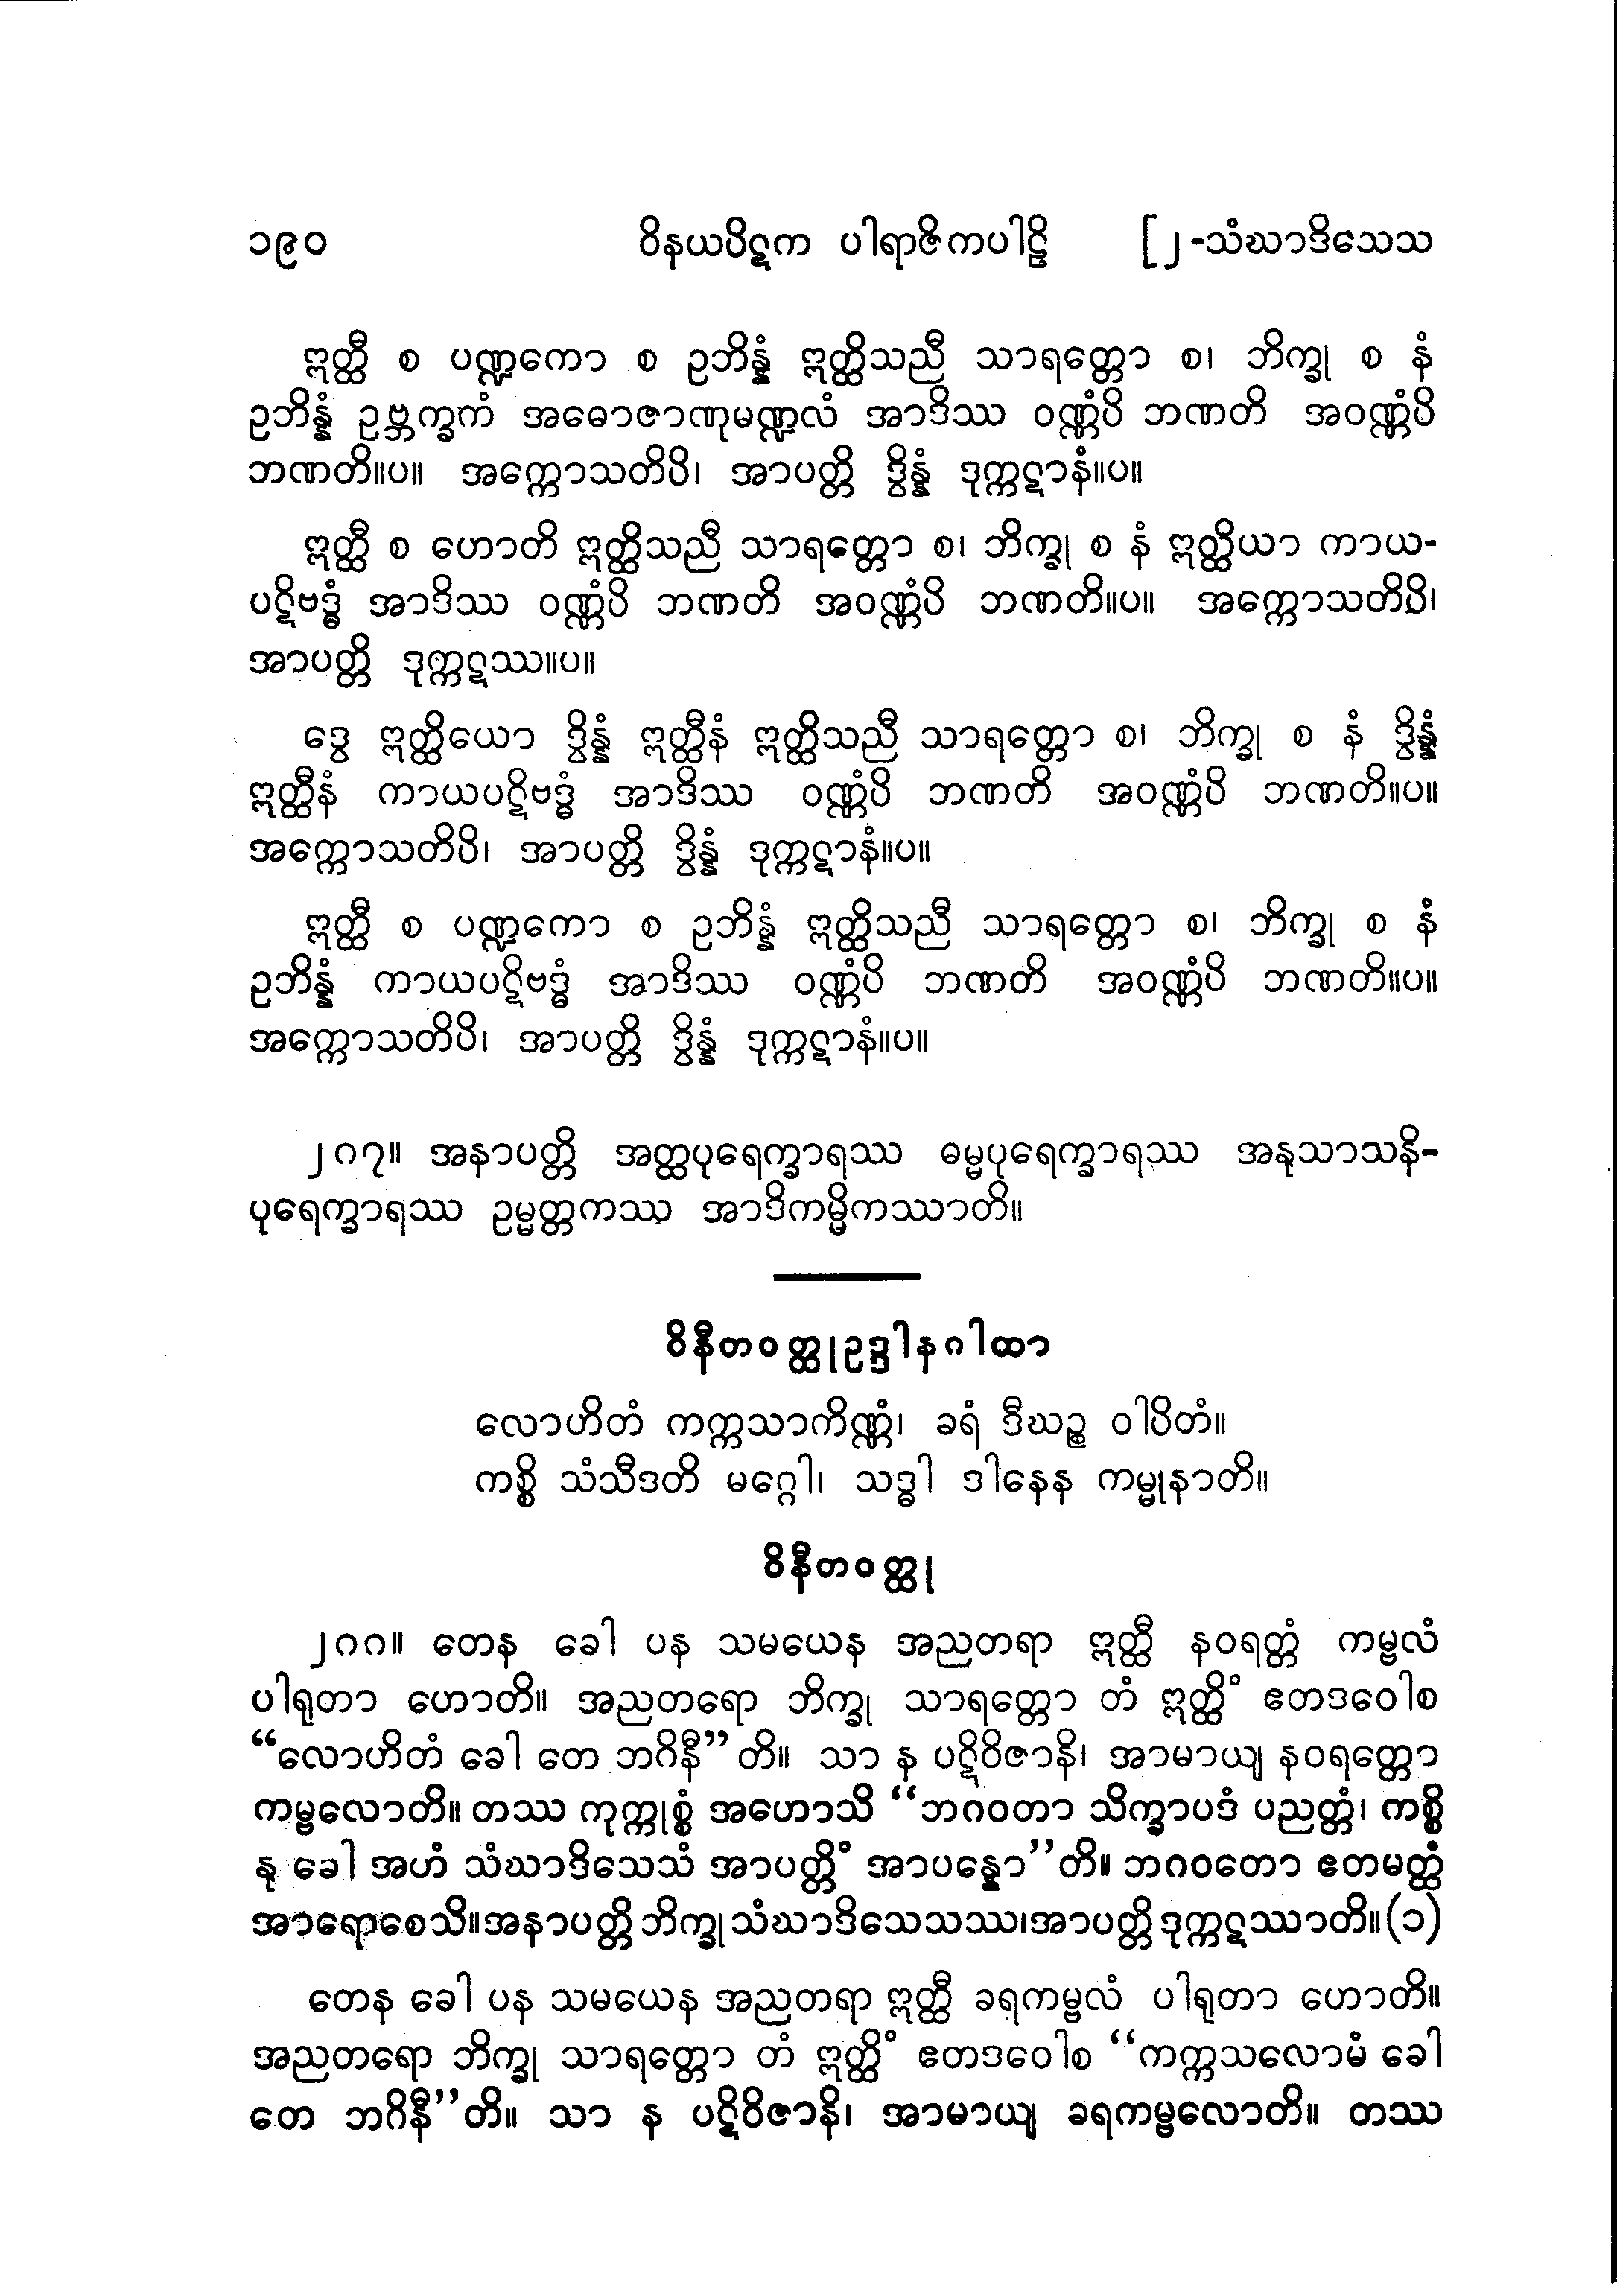 ၁၉၀ ဝိနယပိဋက ပါရာဇိကပါဠိ [၂-သံဃာဒိသေသ
ဣတ္ထီ စ ပဏ္ဍကော စ ဥဘိန္နံ ဣတ္ထိသညီ သာရတ္တော စ၊ ဘိက္ခု စ နံ
ဥဘိန္နံ ဥဗ္ဘက္ခကံ အဓောဇာဏုမဏ္ဍလံ အာဒိဿ ဝဏ္ဏံပိ ဘဏတိ အဝဏ္ဏံပိ
ဘဏတိ။ပ။ အက္ကောသတိပိ၊ အာပတ္တိ ဒွိန္နံ ဒုက္ကဋာနံ။ပ။
ဣတ္ထီ စ ဟောတိ ဣတ္ထိသညီ သာရတ္တော စ၊ ဘိက္ခု စ နံ ဣတ္ထိယာ ကာယ-
ပဋိဗဒ္ဓံ အာဒိဿ ဝဏ္ဏံပိ ဘဏတိ အဝဏ္ဏံပိ ဘဏတိ။ပ။ အက္ကောသတိပိ၊
အာပတ္တိ ဒုက္ကဋဿ။ပ။
ဒွေ ဣတ္ထိယော ဒွိန္နံ ဣတ္ထီနံ ဣတ္ထိသညီ သာရတ္တော စ၊ ဘိက္ခု စ နံ ဒွိန္နံ
ဣတ္ထီနံ ကာယပဋိဗဒ္ဓံ အာဒိဿ ဝဏ္ဏံပိ ဘဏတိ အဝဏ္ဏံပိ ဘဏတိ။ပ။
အက္ကောသတိပိ၊ အာပတ္တိ ဒွိန္နံ ဒုက္ကဋာနံ။ပ။
ဣတ္ထီ စ ပဏ္ဍကော စ ဥဘိန္နံ ဣတ္ထိသညီ သာရတ္တော စ၊ ဘိက္ခု စ နံ
ဥဘိန္နံ ကာယပဋိဗဒ္ဓံ အာဒိဿ ဝဏ္ဏံပိ ဘဏတိ အဝဏ္ဏံပိ ဘဏတိ။ပ။
အက္ကောသတိပိ၊ အာပတ္တိ ဒွိန္နံ ဒုက္ကဋာနံ။ပ။
၂၈၇။ အနာပတ္တိ အတ္ထပုရေက္ခာရဿ ဓမ္မပုရေက္ခာရဿ အနုသာသနိ-
ပုရေက္ခာရဿ ဥမ္မတ္တကဿ အာဒိကမ္မိကဿာတိ။
ဝိနီတဝတ္ထုဥဒ္ဒါနဂါထာ
လောဟိတံ ကက္ကသာကိဏ္ဏံ၊ ခရံ ဒီဃဉ္စ ဝါပိတံ။
ကစ္စိ သံသီဒတိ မဂ္ဂေါ၊ သဒ္ဓါ ဒါနေန ကမ္မုနာတိ။
ဝိနီတဝတ္ထု
၂၈၈။ တေန ခေါ ပန သမယေန အညတရာ ဣတ္ထီ နဝရတ္တံ ကမ္ဗလံ
ပါရုတာ ဟောတိ။ အညတရော ဘိက္ခု သာရတ္တော တံ ဣတ္ထိံ ဧတဒဝေါစ
“လောဟိတံ ခေါ တေ ဘဂိနီ”တိ။ သာ န ပဋိဝိဇာနိ၊ အာမာယျ နဝရတ္တော
ကမ္ဗလောတိ။ တဿ ကုက္ကုစ္စံ အဟောသိ “ဘဂဝတာ သိက္ခာပဒံ ပညတ္တံ၊ ကစ္စိ
နု ခေါ အဟံ သံဃာဒိသေသံ အာပတ္တိံ အာပန္နော”တိ။ ဘဂဝတော ဧတမတ္ထံ
အာရောစေသိ။အနာပတ္တိ ဘိက္ခု သံဃာဒိသေသဿ၊အာပတ္တိ ဒုက္ကဋဿာတိ။(၁)
တေန ခေါ ပန သမယေန အညတရာ ဣတ္ထီ ခရကမ္ဗလံ ပါရုတာ ဟောတိ။
အညတရော ဘိက္ခု သာရတ္တော တံ ဣတ္ထိံ ဧတဒဝေါစ “ကက္ကသလောမံ ခေါ
တေ ဘဂိနီ”တိ။ သာ န ပဋိဝိဇာနိ၊ အာမာယျ ခရကမ္ဗလောတိ။ တဿ